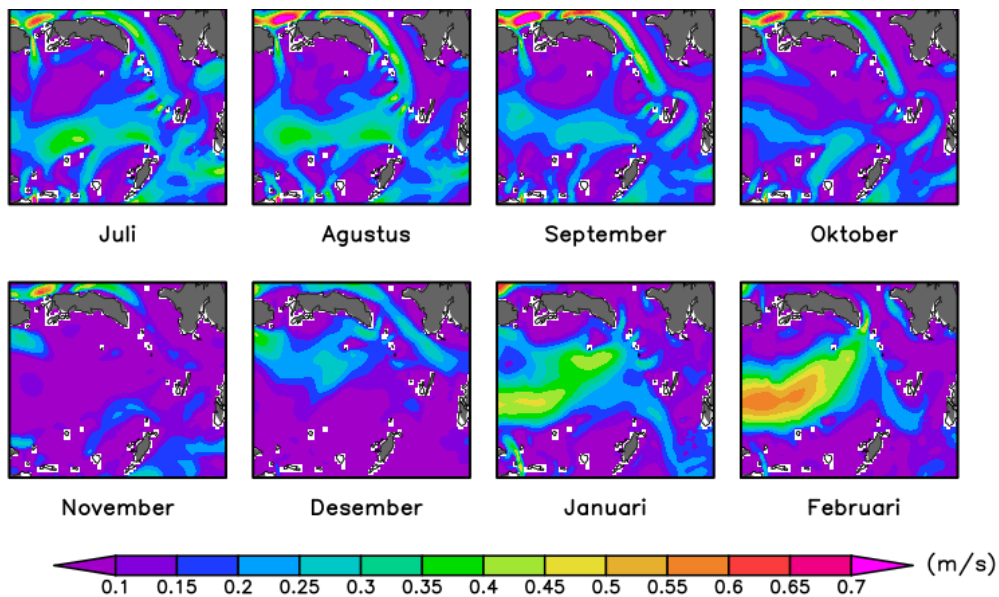 Juli Agustus September Oktober
November Desember Januari Februari
(m/s)
0.1 0.15 0.2 0.25 0.3 0.35 0.4 0.45 0.5 0.55 0.6 0.65 0.7